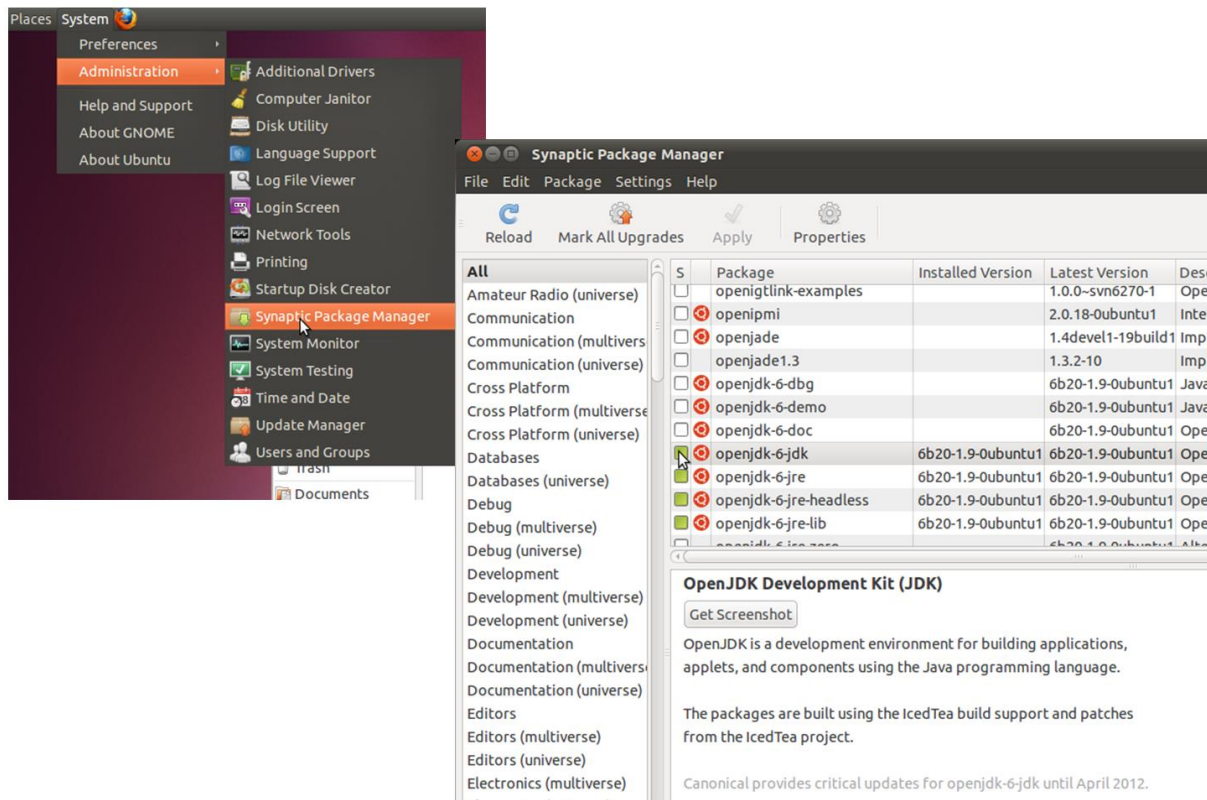 Places System
Preferences
Administration
Help and Support
About GNOME
About Ubuntu
Additional Drivers
Computer Janitor
Disk Utility
Language Support
Log File Viewer
Login Screen
Network Tools
Printing
Startup Disk Creator
Synaptic Package Manager
System Monitor
System Testing
Time and Date
Update Manager
Users and Groups
Trash
Documents
Synaptic Package Manager
File Edit Package Settings Help
Reload Mark All Upgrades Apply Properties
All
Amateur Radio (universe)
Communication
Communication (multivers
Communication (universe)
Cross Platform
Cross Platform (multiverse
Cross Platform (universe)
Databases
Databases (universe)
Debug
Debug (multiverse)
Debug (universe)
Development
Development (multiverse)
Development (universe)
Documentation
Documentation (multivers
Documentation (universe)
Editors
Editors (multiverse)
Editors (universe)
Electronics (multiverse)
S Package Installed Version Latest Version Des
openigtlink-examples 1.0.0~svn6270-1 Ope
openipmi 2.0.18-0ubuntu1 Inte
openjade 1.4devel1-19build1 Imp
openjade1.3 1.3.2-10 Imp
openjdk-6-dbg 6b20-1.9-0ubuntu1 Java
openjdk-6-demo 6b20-1.9-0ubuntu1 Java
openjdk-6-doc 6b20-1.9-0ubuntu1 Ope
openjdk-6-jdk 6b20-1.9-0ubuntu1 6b20-1.9-0ubuntu1 Ope
openjdk-6-jre 6b20-1.9-0ubuntu1 6b20-1.9-0ubuntu1 Ope
openjdk-6-jre-headless 6b20-1.9-0ubuntu1 6b20-1.9-0ubuntu1 Ope
openjdk-6-jre-lib 6b20-1.9-0ubuntu1 6b20-1.9-0ubuntu1 Ope
OpenJDK Development Kit (JDK)
Get Screenshot
OpenJDK is a development environment for building applications,
applets, and components using the Java programming language.
The packages are built using the IcedTea build support and patches
from the IcedTea project.
Canonical provides critical updates for openjdk-6-jdk until April 2012.